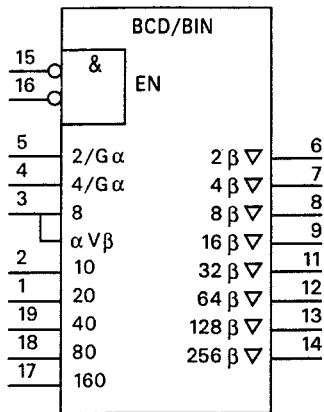 BCD/BIN
15
&
16
EN
5 2/Gα 2β ▽ 6
4 4/Gα 4β ▽ 7
3 8 8β ▽ 8
αVβ 16β ▽ 9
2 10 32β ▽ 11
1 20 64β ▽ 12
19 40 128β ▽ 13
18 80 256β ▽ 14
17 160